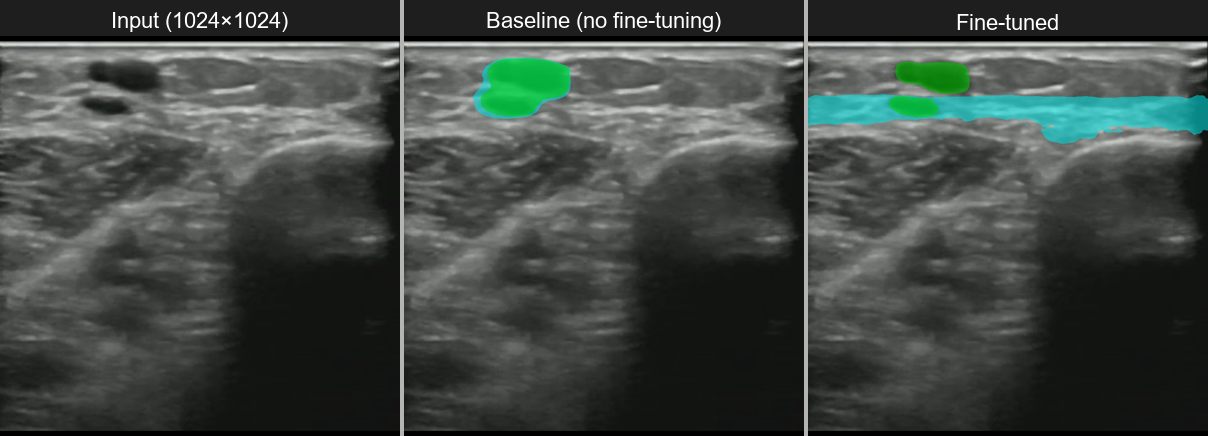 Input (1024×1024)
Baseline (no fine-tuning)
Fine-tuned